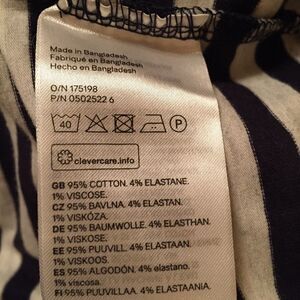 Made in Bangladesh
Fabriqué en Bangladesh
Hecho en Bangladesh
O/N 175198
P/N 0502522 6
40 P
clevercare.info
GB 95% COTTON. 4% ELASTANE.
1% VISCOSE.
CZ 95% BAVLNA. 4% ELASTAN.
1% VISKÓZA.
DE 95% BAUMWOLLE. 4% ELASTHAN.
1% VISKOSE.
EE 95% PUUVILL. 4% ELASTAAN.
1% VISKOOS.
ES 95% ALGODÓN. 4% elastano.
1% viscosa.
FI 95% PUUVILLAA. 4% ELASTAANIA.